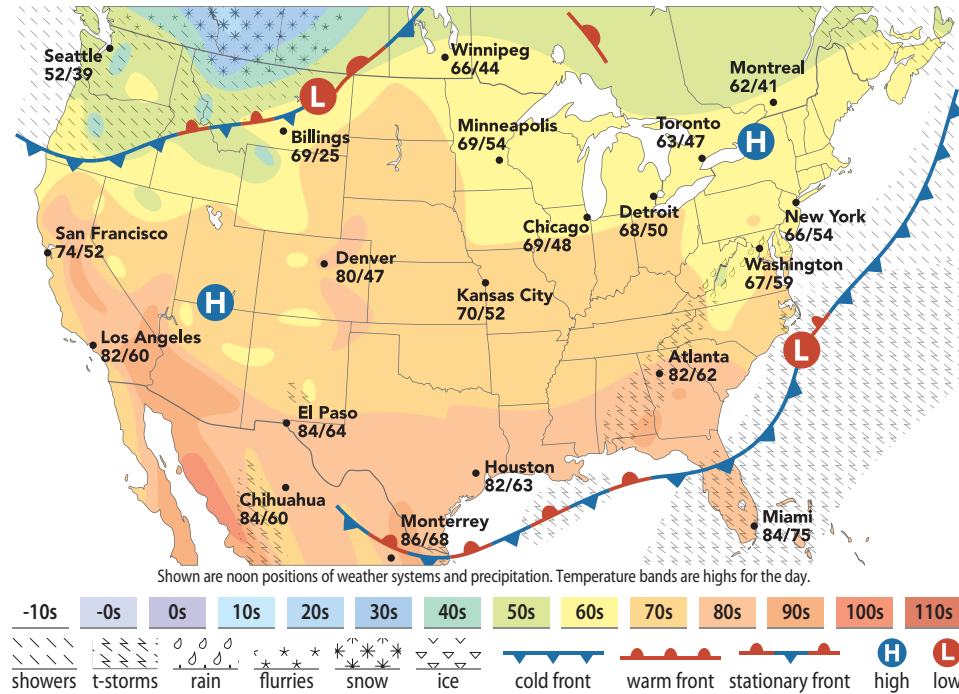 Seattle
52/39
Winnipeg
66/44
Montreal
62/41
L
Billings
69/25
Minneapolis
69/54
Toronto
63/47
H
San Francisco
74/52
Denver
80/47
Chicago
69/48
Detroit
68/50
New York
66/54
Washington
67/59
H
Kansas City
70/52
Los Angeles
82/60
Atlanta
82/62
L
El Paso
84/64
Houston
82/63
Chihuahua
84/60
Monterrey
86/68
Miami
84/75
Shown are noon positions of weather systems and precipitation. Temperature bands are highs for the day.
-10s -0s 0s 10s 20s 30s 40s 50s 60s 70s 80s 90s 100s 110s
H L
showers t-storms rain flurries snow ice cold front warm front stationary front high low